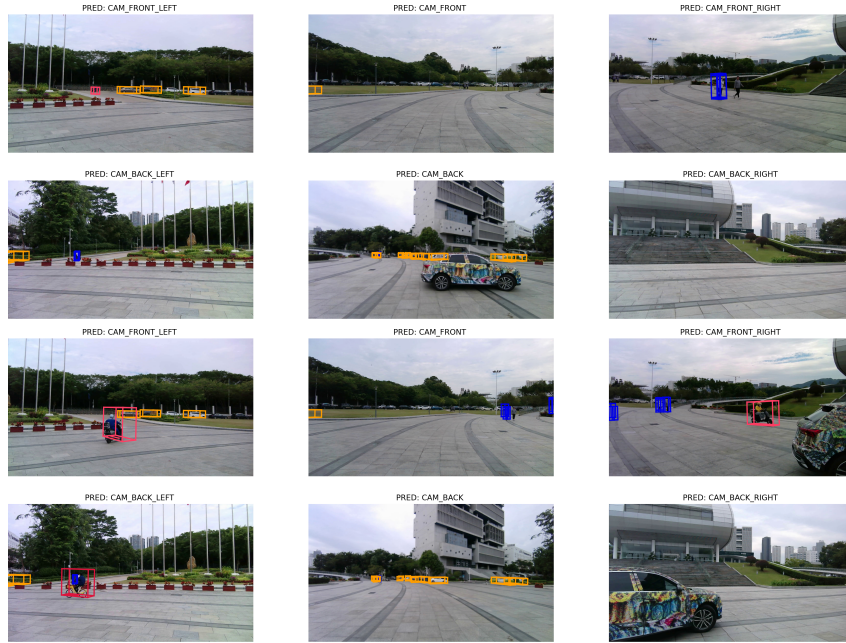 PRED: CAM_FRONT_LEFT
PRED: CAM_FRONT
PRED: CAM_FRONT_RIGHT
PRED: CAM_BACK_LEFT
PRED: CAM_BACK
PRED: CAM_BACK_RIGHT
PRED: CAM_FRONT_LEFT
PRED: CAM_FRONT
PRED: CAM_FRONT_RIGHT
PRED: CAM_BACK_LEFT
PRED: CAM_BACK
PRED: CAM_BACK_RIGHT